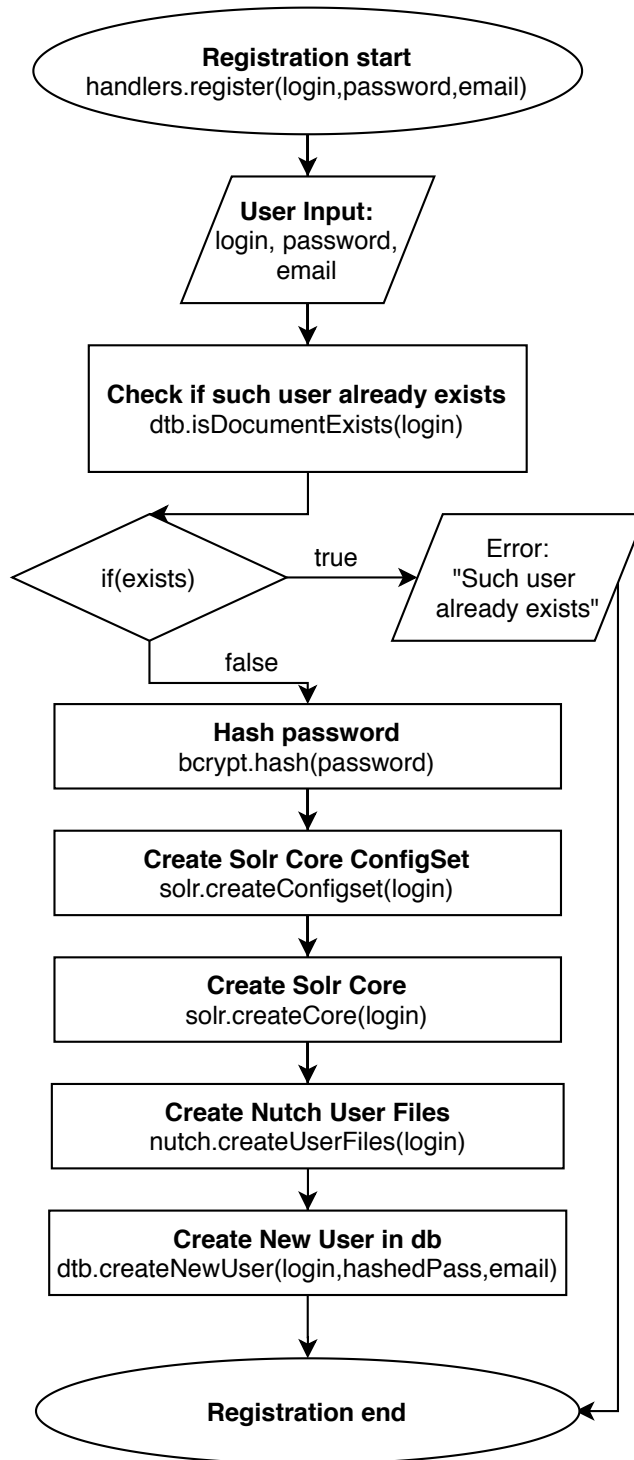 Registration start
handlers.register(login,password,email)
User Input:
login, password,
email
Check if such user already exists
dtb.isDocumentExists(login)
if(exists)
true
Error:
"Such user
already exists"
false
Hash password
bcrypt.hash(password)
Create Solr Core ConfigSet
solr.createConfigset(login)
Create Solr Core
solr.createCore(login)
Create Nutch User Files
nutch.createUserFiles(login)
Create New User in db
dtb.createNewUser(login,hashedPass,email)
Registration end